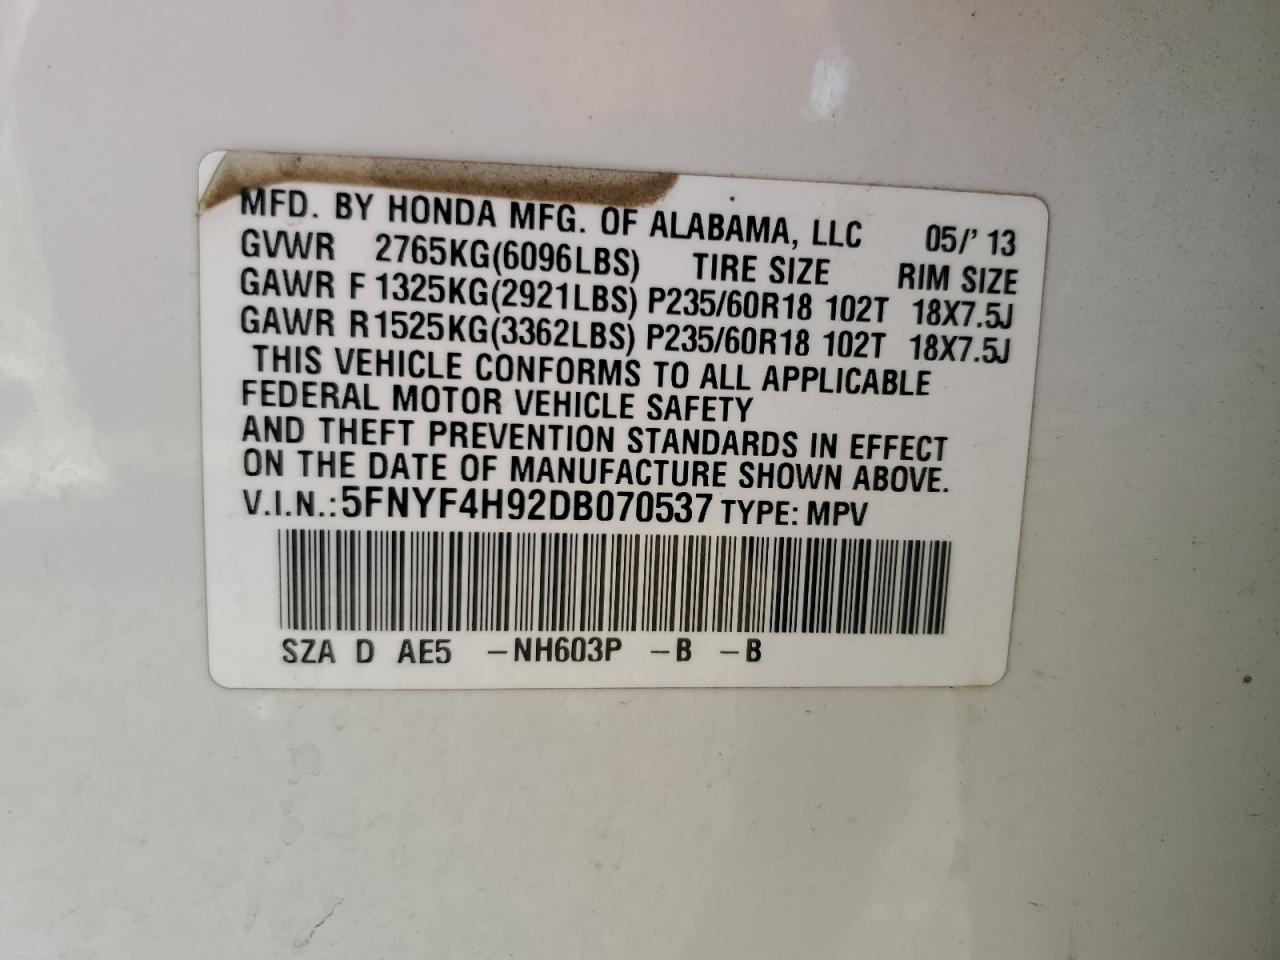 MFD. BY HONDA MFG. OF ALABAMA, LLC 05/' 13
GVWR 2765KG(6096LBS) TIRE SIZE RIM SIZE
GAWR F 1325KG(2921LBS) P235/60R18 102T 18X7.5J
GAWR R1525KG(3362LBS) P235/60R18 102T 18X7.5J
THIS VEHICLE CONFORMS TO ALL APPLICABLE
FEDERAL MOTOR VEHICLE SAFETY
AND THEFT PREVENTION STANDARDS IN EFFECT
ON THE DATE OF MANUFACTURE SHOWN ABOVE.
V.I.N.:5FNYF4H92DB070537 TYPE: MPV
SZA D AE5 -NH603P -B -B